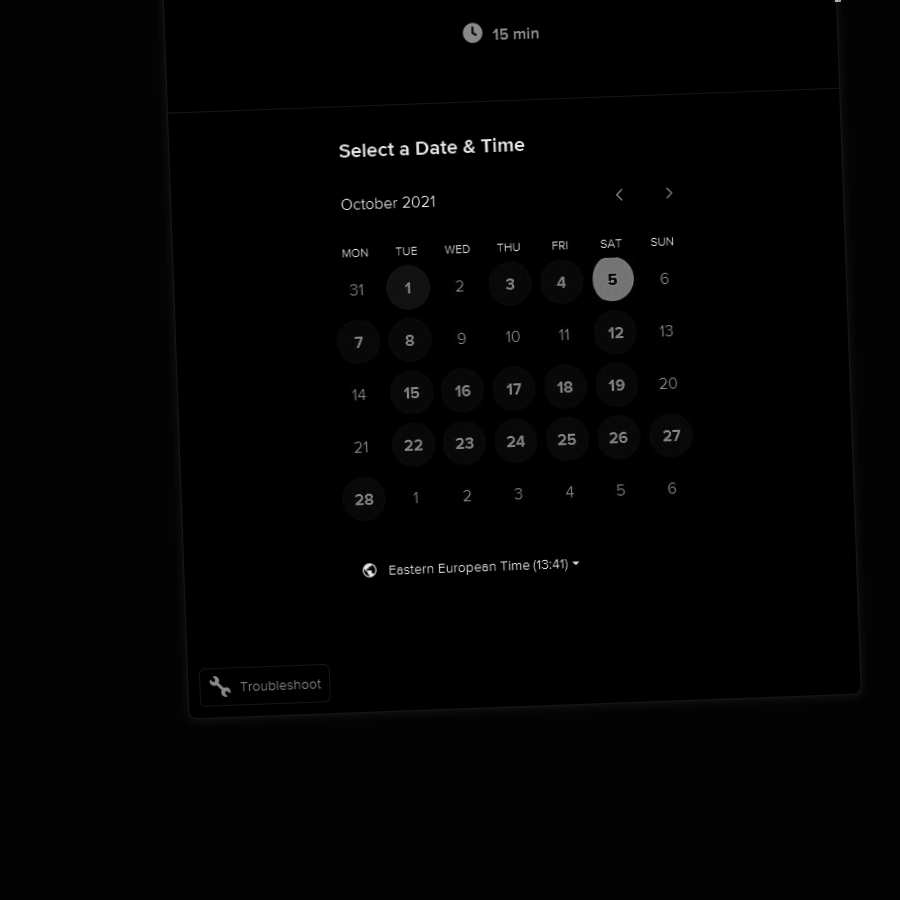 15 min
Select a Date & Time
October 2021
MON TUE WED THU FRI SAT SUN
31 1 2 3 4 5 6
7 8 9 10 11 12 13
14 15 16 17 18 19 20
21 22 23 24 25 26 27
28 1 2 3 4 5 6
Eastern European Time (13:41)
Troubleshoot